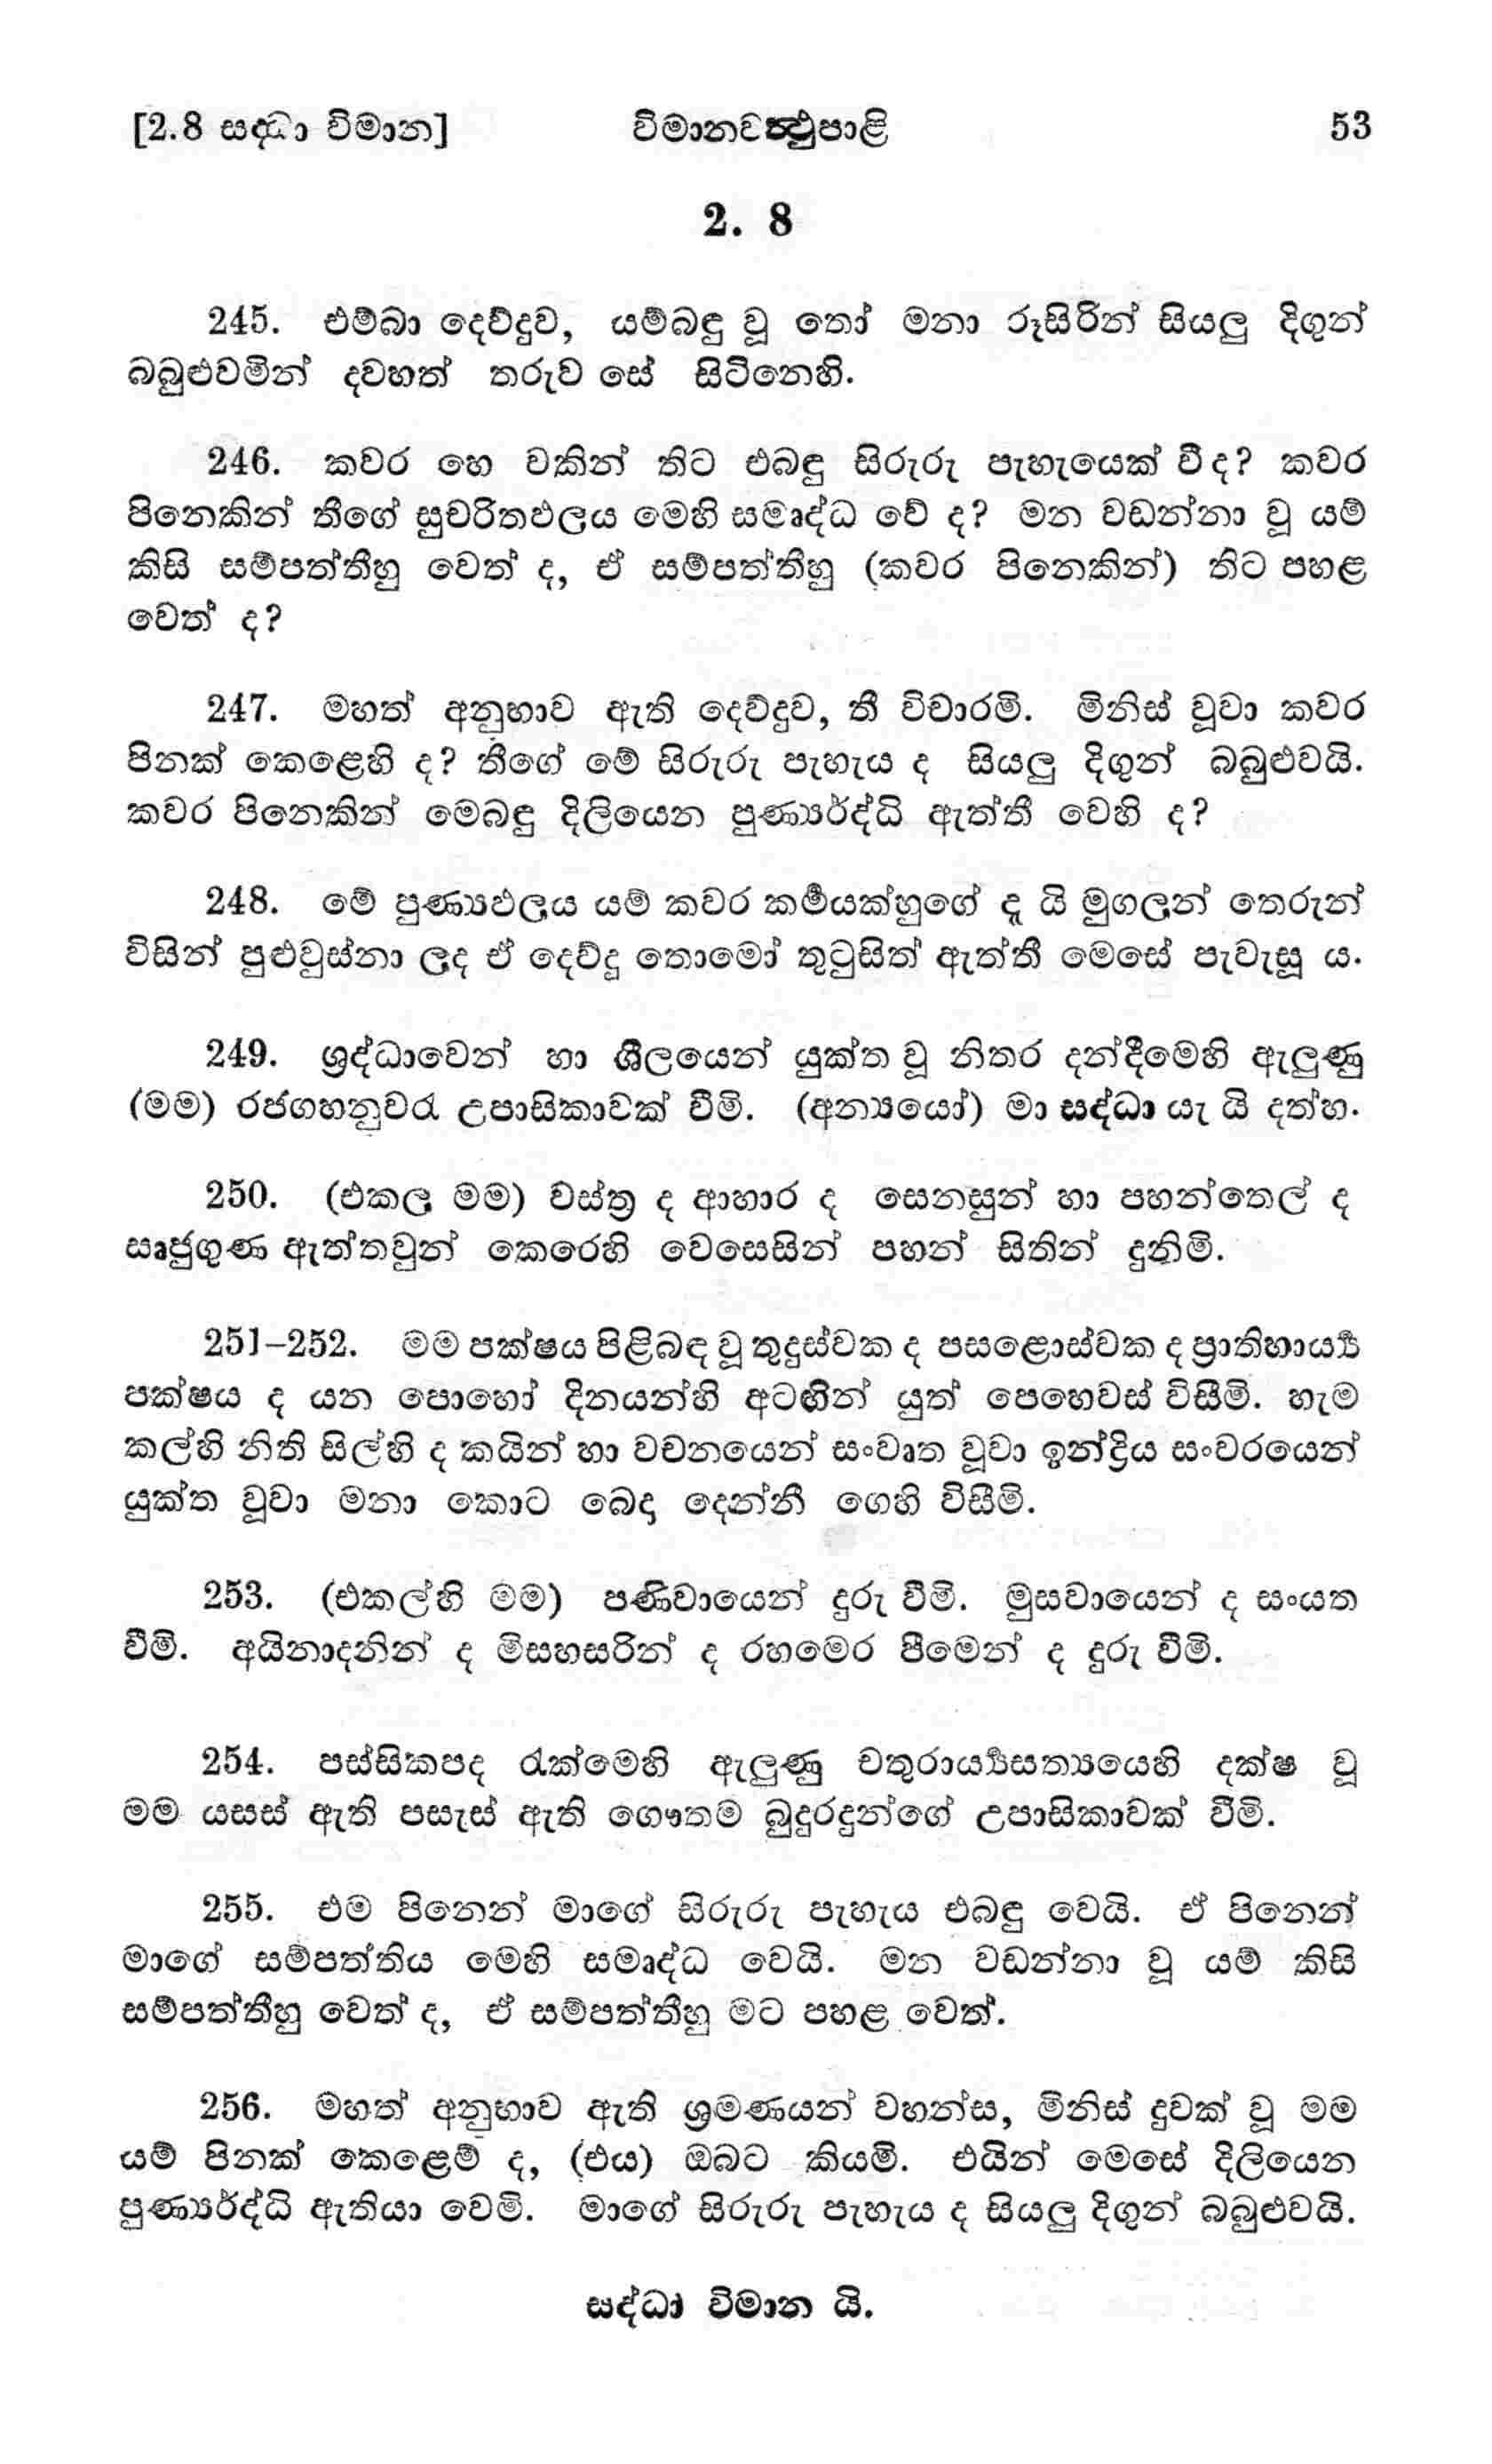 [2.8 සද්ධා විමාන] විමානවත්ථුපාළි 53
2. 8
245. එම්බා දෙව්දුව, යම්බඳු වූ තෝ මනා රූසිරින් සියලු දිගුන්
බබුළුවමින් දවහත් තරුව සේ සිටිනෙහි.
246. කවර හෙ වකින් තිට එබඳු සිරුරු පැහැයෙක් වී ද? කවර
පිනෙකින් තීගේ සුචරිතඵලය මෙහි සමෘද්ධ වේ ද? මන වඩන්නා වූ යම්
කිසි සම්පත්තීහු වෙත් ද, ඒ සම්පත්තීහු (කවර පිනෙකින්) තිට පහළ
වෙත් ද?
247. මහත් අනුභාව ඇති දෙව්දුව, තී විචාරමි. මිනිස් වූවා කවර
පිනක් කෙළෙහි ද? තීගේ මේ සිරුරු පැහැය ද සියලු දිගුන් බබුළුවයි.
කවර පිනෙකින් මෙබඳු දිලියෙන පුණ්‍යර්ද්ධි ඇත්තී වෙහි ද?
248. මේ පුණ්‍යඵලය යම් කවර කර්‍මයක්හුගේ දැ යි මුගලන් තෙරුන්
විසින් පුළුවුස්නා ලද ඒ දෙව්දූ තොමෝ තුටුසිත් ඇත්තී මෙසේ පැවැසූ ය.
249. ශ්‍රද්ධාවෙන් හා ශීලයෙන් යුක්ත වූ නිතර දන්දීමෙහි ඇලුණු
(මම) රජගහනුවරැ උපාසිකාවක් වීමි. (අන්‍යයෝ) මා සද්ධා යැ යි දත්හ.
250. (එකල මම) වස්ත්‍ර ද ආහාර ද සෙනසුන් හා පහන්තෙල් ද
ඍජුගුණ ඇත්තවුන් කෙරෙහි වෙසෙසින් පහන් සිතින් දුනිමි.
251–252. මම පක්ෂය පිළිබඳ වූ තුදුස්වක ද පසළොස්වක ද ප්‍රාතිහාර්‍ය්‍ය
පක්ෂය ද යන පොහෝ දිනයන්හි අටඟින් යුත් පෙහෙවස් විසීමි. හැම
කල්හි නිති සිල්හි ද කයින් හා වචනයෙන් සංවෘත වූවා ඉන්ද්‍රිය සංවරයෙන්
යුක්ත වූවා මනා කොට බෙදා දෙන්නී ගෙහි විසීමි.
253. (එකල්හි මම) පණිවායෙන් දුරු වීමි. මුසවායෙන් ද සංයත
වීමි. අයිනාදනින් ද මිසහසරින් ද රහමෙර පීමෙන් ද දුරු වීමි.
254. පස්සිකපද රැක්මෙහි ඇලුණු චතුරාර්‍ය්‍යසත්‍යයෙහි දක්ෂ වූ
මම යසස් ඇති පසැස් ඇති ගෞතම බුදුරදුන්ගේ උපාසිකාවක් වීමි.
255. එම පිනෙන් මාගේ සිරුරු පැහැය එබඳු වෙයි. ඒ පිනෙන්
මාගේ සම්පත්තිය මෙහි සමෘද්ධ වෙයි. මන වඩන්නා වූ යම් කිසි
සම්පත්තීහු වෙත් ද, ඒ සම්පත්තීහු මට පහළ වෙත්.
256. මහත් අනුභාව ඇති ශ්‍රමණයන් වහන්ස, මිනිස් දුවක් වූ මම
යම් පිනක් කෙළෙම් ද, (එය) ඔබට කියමි. එයින් මෙසේ දිලියෙන
පුණ්‍යර්ද්ධි ඇතියා වෙමි. මාගේ සිරුරු පැහැය ද සියලු දිගුන් බබුළුවයි.
සද්ධා විමාන යි.